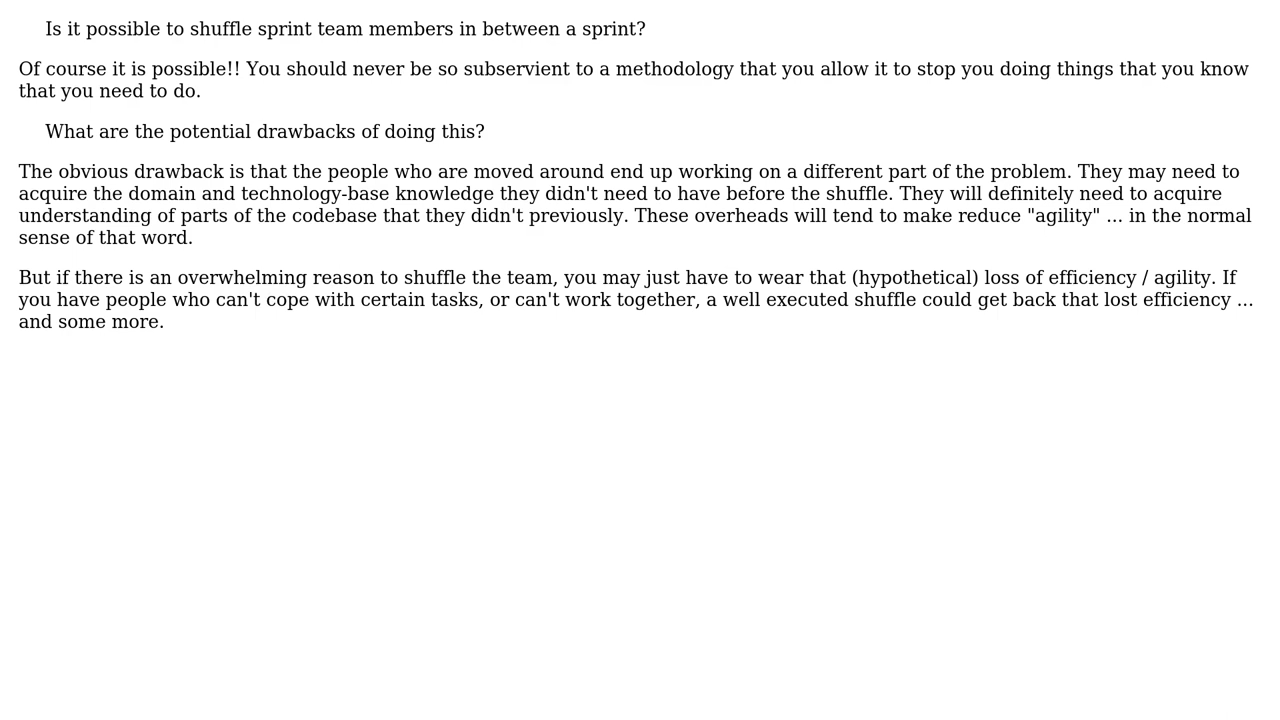 Is it possible to shuffle sprint team members in between a sprint?
Of course it is possible!! You should never be so subservient to a methodology that you allow it to stop you doing things that you know
that you need to do.
What are the potential drawbacks of doing this?
The obvious drawback is that the people who are moved around end up working on a different part of the problem. They may need to
acquire the domain and technology-base knowledge they didn't need to have before the shuffle. They will definitely need to acquire
understanding of parts of the codebase that they didn't previously. These overheads will tend to make reduce "agility" ... in the normal
sense of that word.
But if there is an overwhelming reason to shuffle the team, you may just have to wear that (hypothetical) loss of efficiency / agility. If
you have people who can't cope with certain tasks, or can't work together, a well executed shuffle could get back that lost efficiency ...
and some more.